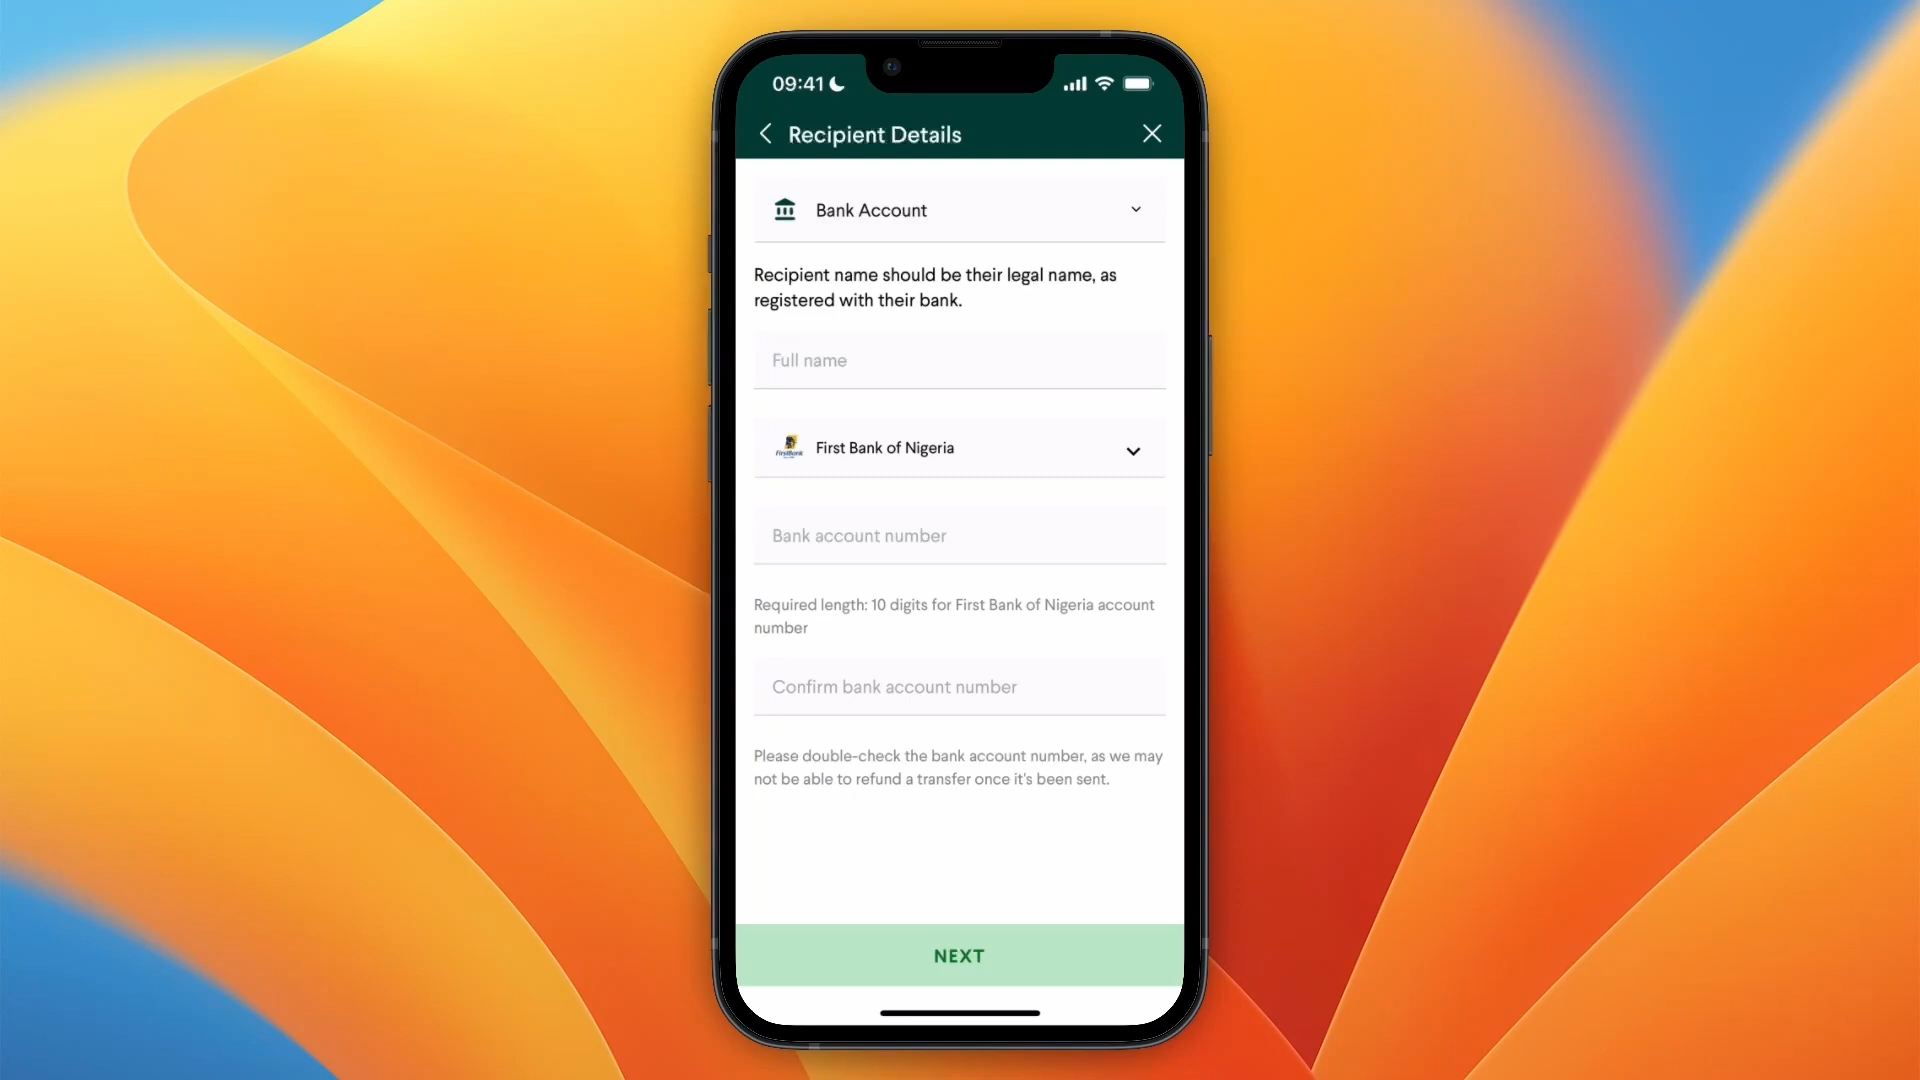 09:41
Recipient Details
Bank Account
Recipient name should be their legal name, as
registered with their bank.
Full name
FirstBank
First Bank of Nigeria
Bank account number
Required length: 10 digits for First Bank of Nigeria account
number
Confirm bank account number
Please double-check the bank account number, as we may
not be able to refund a transfer once it's been sent.
NEXT